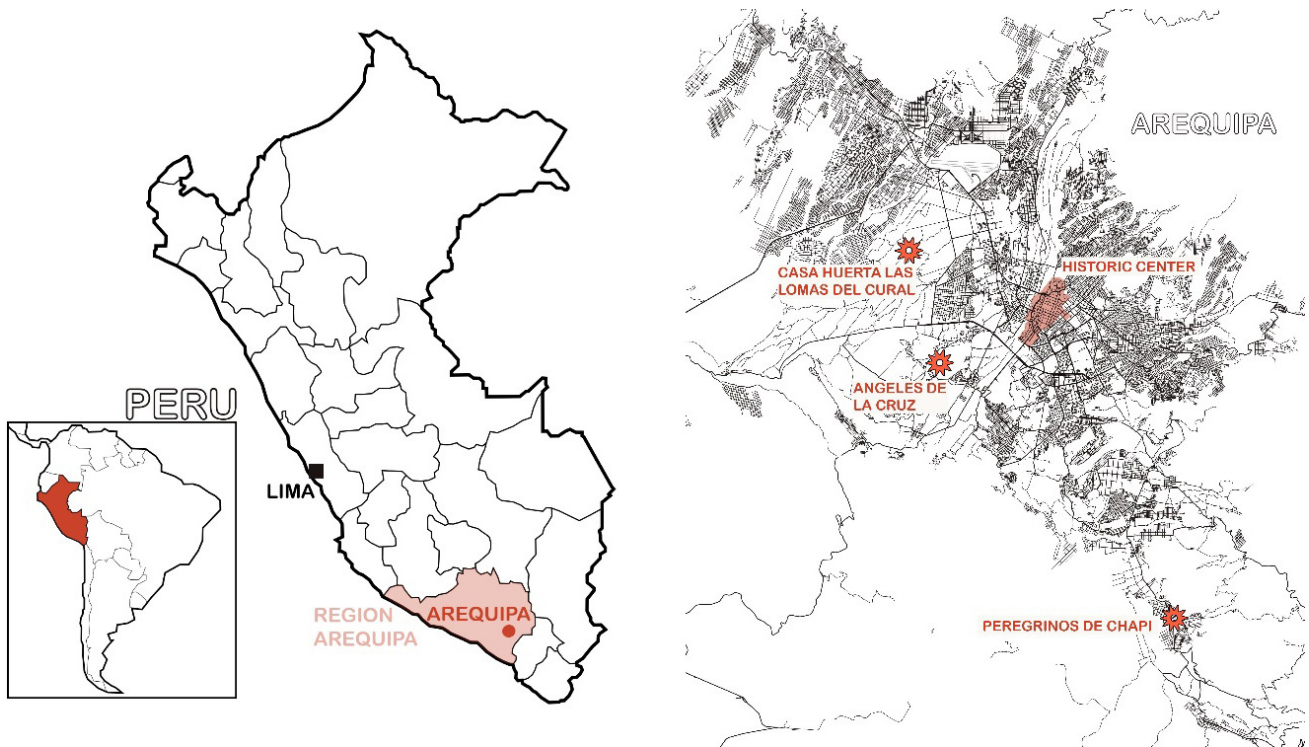 PERU
LIMA
REGION
AREQUIPA
AREQUIPA
AREQUIPA
CASA HUERTA LAS
LOMAS DEL CURAL
HISTORIC CENTER
ANGELES DE
LA CRUZ
PEREGRINOS DE CHAPI